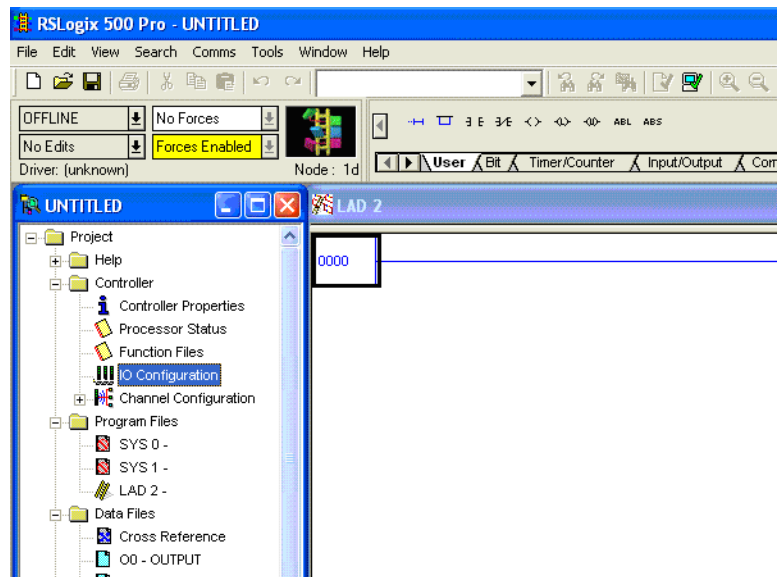 RSLogix 500 Pro - UNTITLED
File Edit View Search Comms Tools Window Help
OFFLINE No Forces
No Edits Forces Enabled
Driver: (unknown) Node : 1d
ABL ABS
User Bit Timer/Counter Input/Output Com
UNTITLED
LAD 2
0000
Project
Help
Controller
Controller Properties
Processor Status
Function Files
IO Configuration
Channel Configuration
Program Files
SYS 0 -
SYS 1 -
LAD 2 -
Data Files
Cross Reference
O0 - OUTPUT